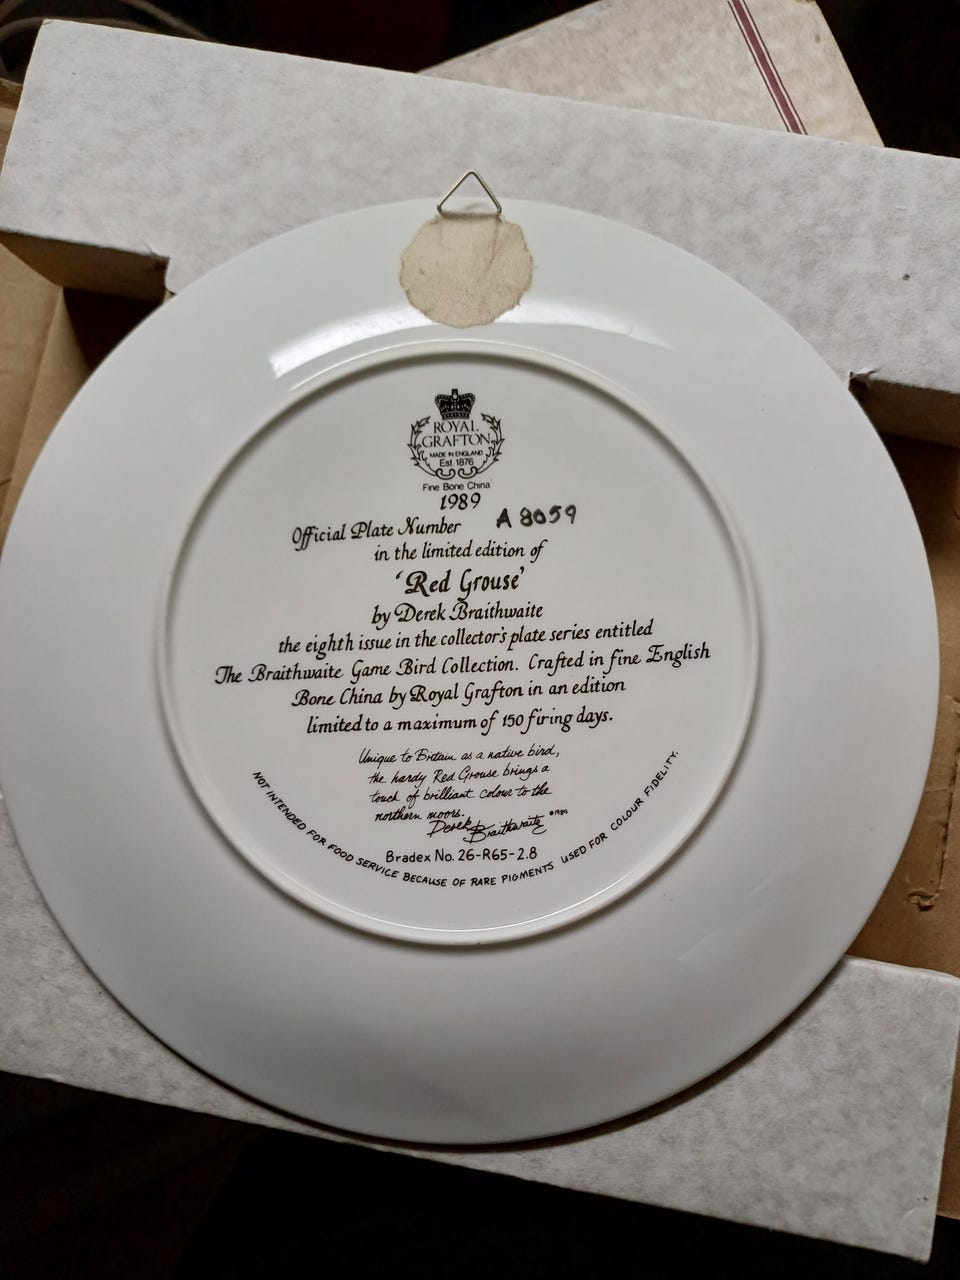 ROYAL
GRAFTON
MADE IN ENGLAND
Est. 1876
Fine Bone China
1989
Official Plate Number A 8059
in the limited edition of
'Red Grouse'
by Derek Braithwaite
the eighth issue in the collector's plate series entitled
The Braithwaite Game Bird Collection. Crafted in fine English
Bone China by Royal Grafton in an edition
limited to a maximum of 150 firing days.
Unique to Britain as a native bird,
the hardy Red Grouse brings a
touch of brilliant colour to the
northern moors.
Derek Braithwaite ©1989
Bradex No. 26-R65-2.8
NOT INTENDED FOR FOOD SERVICE BECAUSE OF RARE PIGMENTS USED FOR COLOUR FIDELITY.